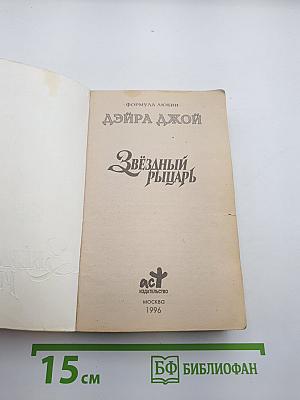 ФОРМУЛА ЛЮБВИ
ДЭЙРА ДЖОЙ
ЗВЁЗДНЫЙ
РЫЦАРЬ
аст
ИЗДАТЕЛЬСТВО
МОСКВА
1996
15 см
БФ БИБЛИОФАН